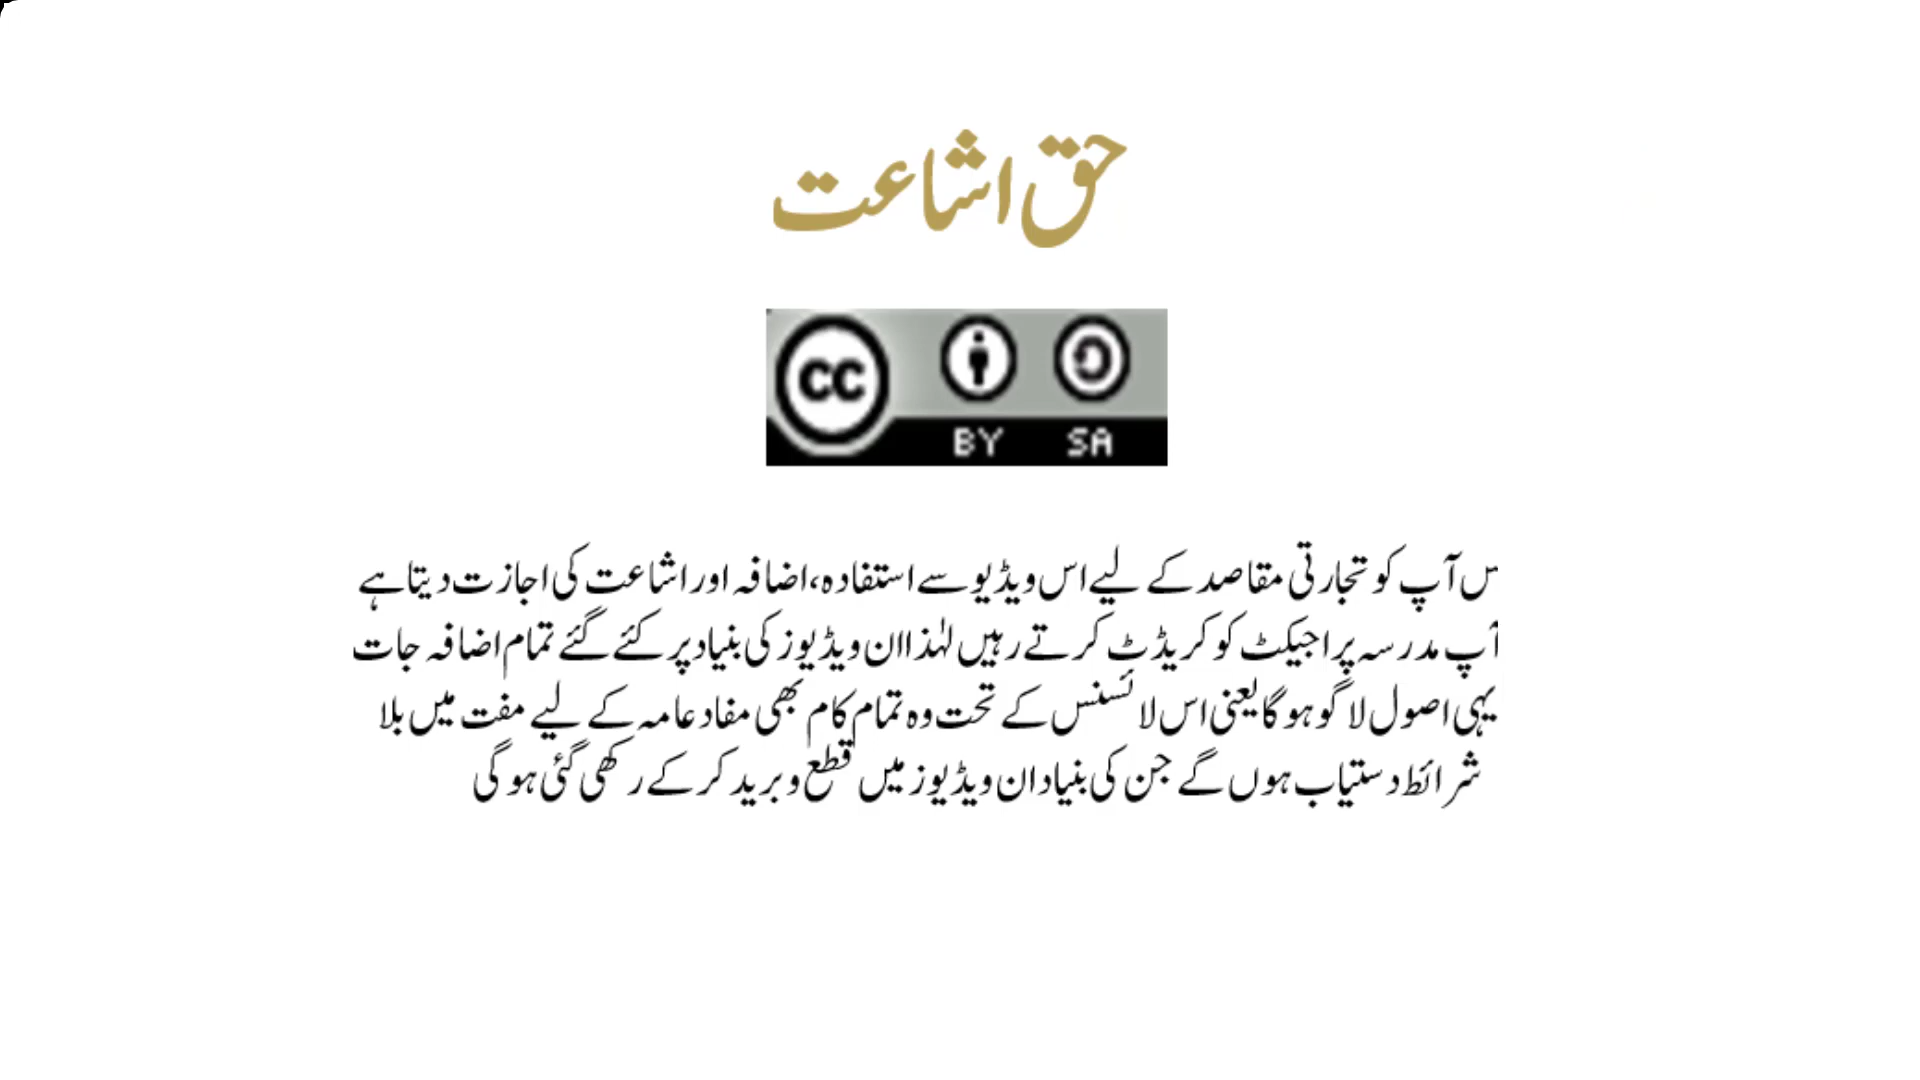 حق اشاعت
cc
BY SA
س آپ کو تجارتی مقاصد کے لیے اس ویڈیو سے استفادہ، اضافہ اور اشاعت کی اجازت دیتا ہے
آپ مدرسہ پراجیکٹ کو کریڈٹ کرتے رہیں لہٰذا ان ویڈیوز کی بنیاد پر کئے گئے تمام اضافہ جات
یہی اصول لاگو ہو گا یعنی اس لائسنس کے تحت وہ تمام کام بھی مفاد عامہ کے لیے مفت میں بلا
شرائط دستیاب ہوں گے جن کی بنیاد ان ویڈیوز میں قطع و برید کر کے رکھی گئی ہو گی